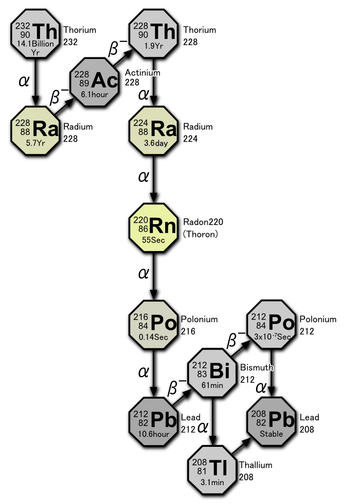 232
90 Th
14.1Billion
Yr
Thorium
232
α
228
88 Ra
5.7Yr
Radium
228
β⁻
228
89 Ac
6.1hour
Actinium
228
β⁻
228
90 Th
1.9Yr
Thorium
228
α
224
88 Ra
3.6day
Radium
224
α
220
86 Rn
55Sec
Radon220
(Thoron)
α
216
84 Po
0.14Sec
Polonium
216
α
212
82 Pb
10.6hour
Lead
212
β⁻
212
83 Bi
61min
Bismuth
212
β⁻
212
84 Po
3x10⁻⁷Sec
Polonium
212
α
α
208
81 Tl
3.1min
Thallium
208
β⁻
208
82 Pb
Stable
Lead
208